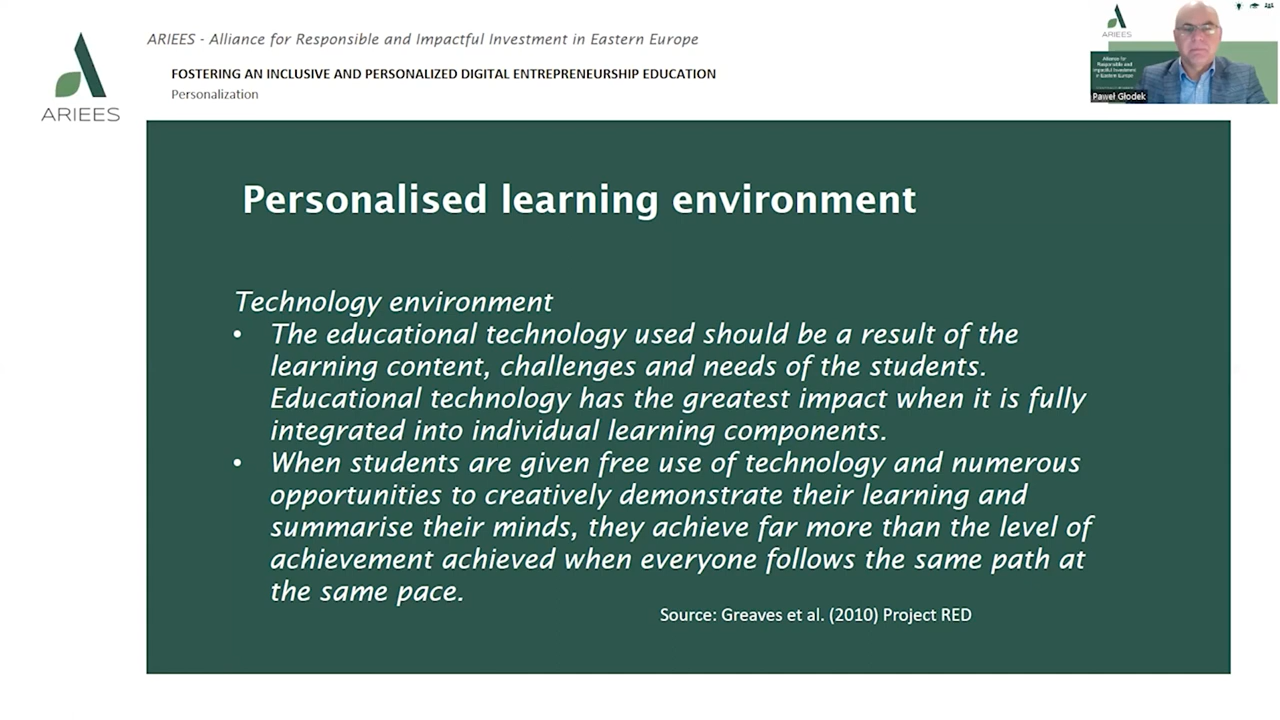 ARIEES - Alliance for Responsible and Impactful Investment in Eastern Europe
FOSTERING AN INCLUSIVE AND PERSONALIZED DIGITAL ENTREPRENEURSHIP EDUCATION
Personalization
ARIEES
ARIEES
Alliance for
Responsible and
Impactful Investment
in Eastern Europe
Paweł Głodek
Personalised learning environment
Technology environment
• The educational technology used should be a result of the
learning content, challenges and needs of the students.
Educational technology has the greatest impact when it is fully
integrated into individual learning components.
• When students are given free use of technology and numerous
opportunities to creatively demonstrate their learning and
summarise their minds, they achieve far more than the level of
achievement achieved when everyone follows the same path at
the same pace.
Source: Greaves et al. (2010) Project RED